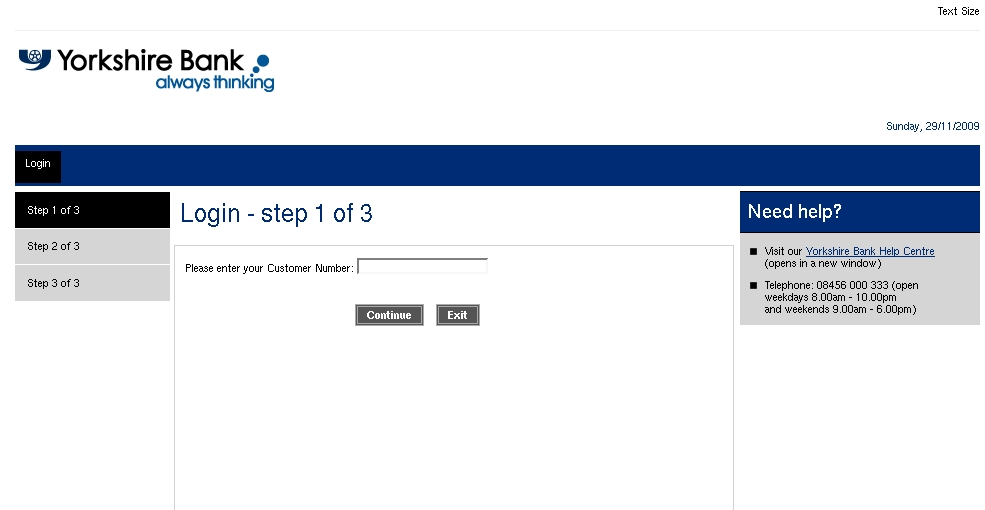 Text Size
Yorkshire Bank
always thinking
Sunday, 29/11/2009
Login
Step 1 of 3
Step 2 of 3
Step 3 of 3
Login - step 1 of 3
Please enter your Customer Number:
Continue Exit
Need help?
Visit our Yorkshire Bank Help Centre
(opens in a new window)
Telephone: 08456 000 333 (open
weekdays 8.00am - 10.00pm
and weekends 9.00am - 6.00pm)